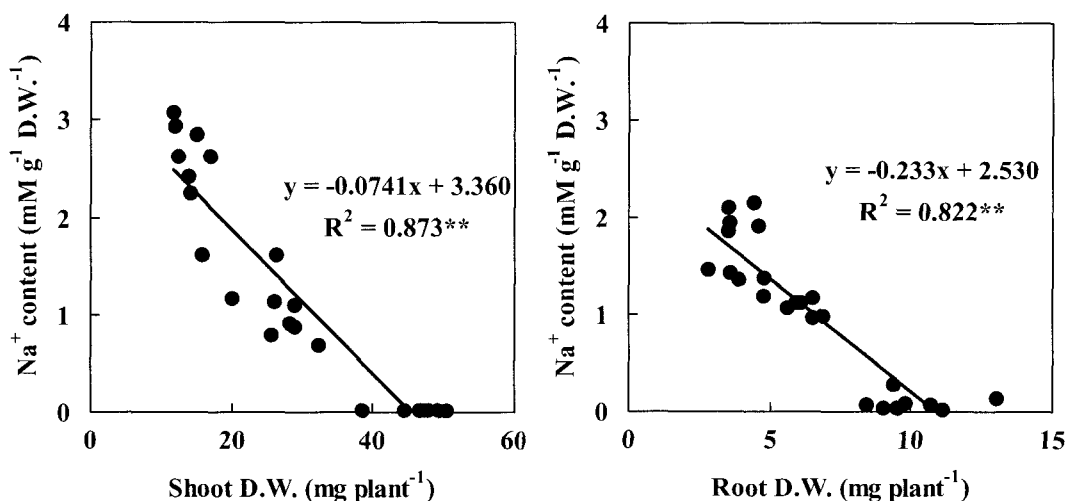 4
3
2
1
0
Na⁺ content (mM g⁻¹ D.W.⁻¹)
y = -0.0741x + 3.360
R² = 0.873**
0 20 40 60
Shoot D.W. (mg plant⁻¹)
4
3
2
1
0
Na⁺ content (mM g⁻¹ D.W.⁻¹)
y = -0.233x + 2.530
R² = 0.822**
0 5 10 15
Root D.W. (mg plant⁻¹)